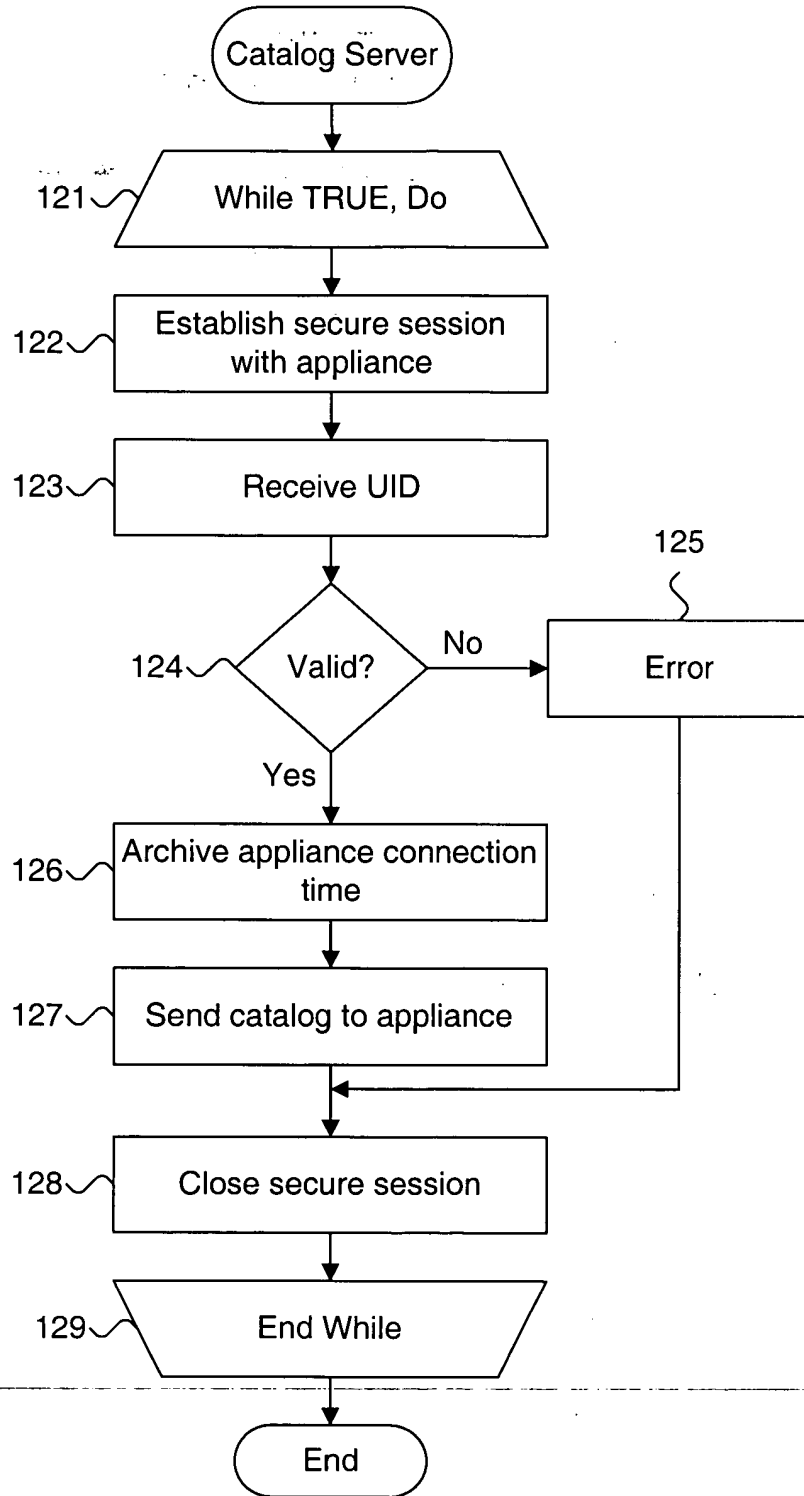 Catalog Server
121
While TRUE, Do
122
Establish secure session
with appliance
123
Receive UID
125
124
Valid?
No
Error
Yes
126
Archive appliance connection
time
127
Send catalog to appliance
128
Close secure session
129
End While
End